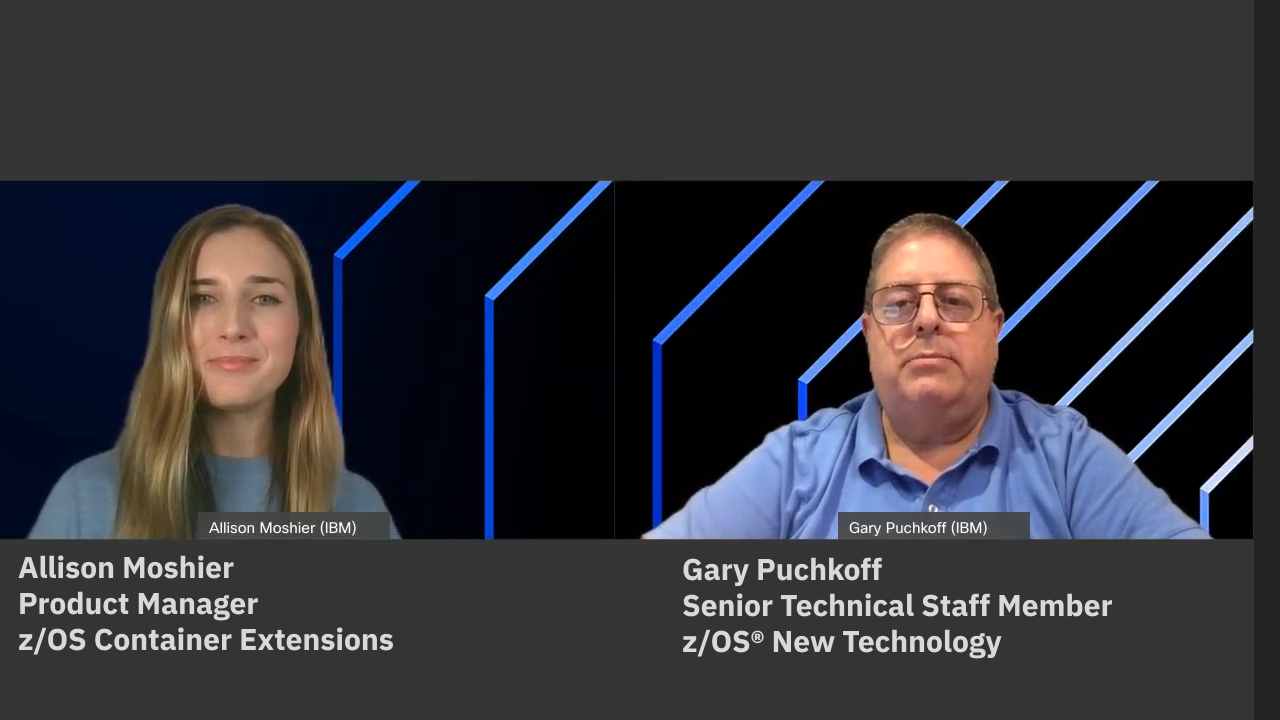 Allison Moshier (IBM)
Allison Moshier
Product Manager
z/OS Container Extensions
Gary Puchkoff (IBM)
Gary Puchkoff
Senior Technical Staff Member
z/OS® New Technology